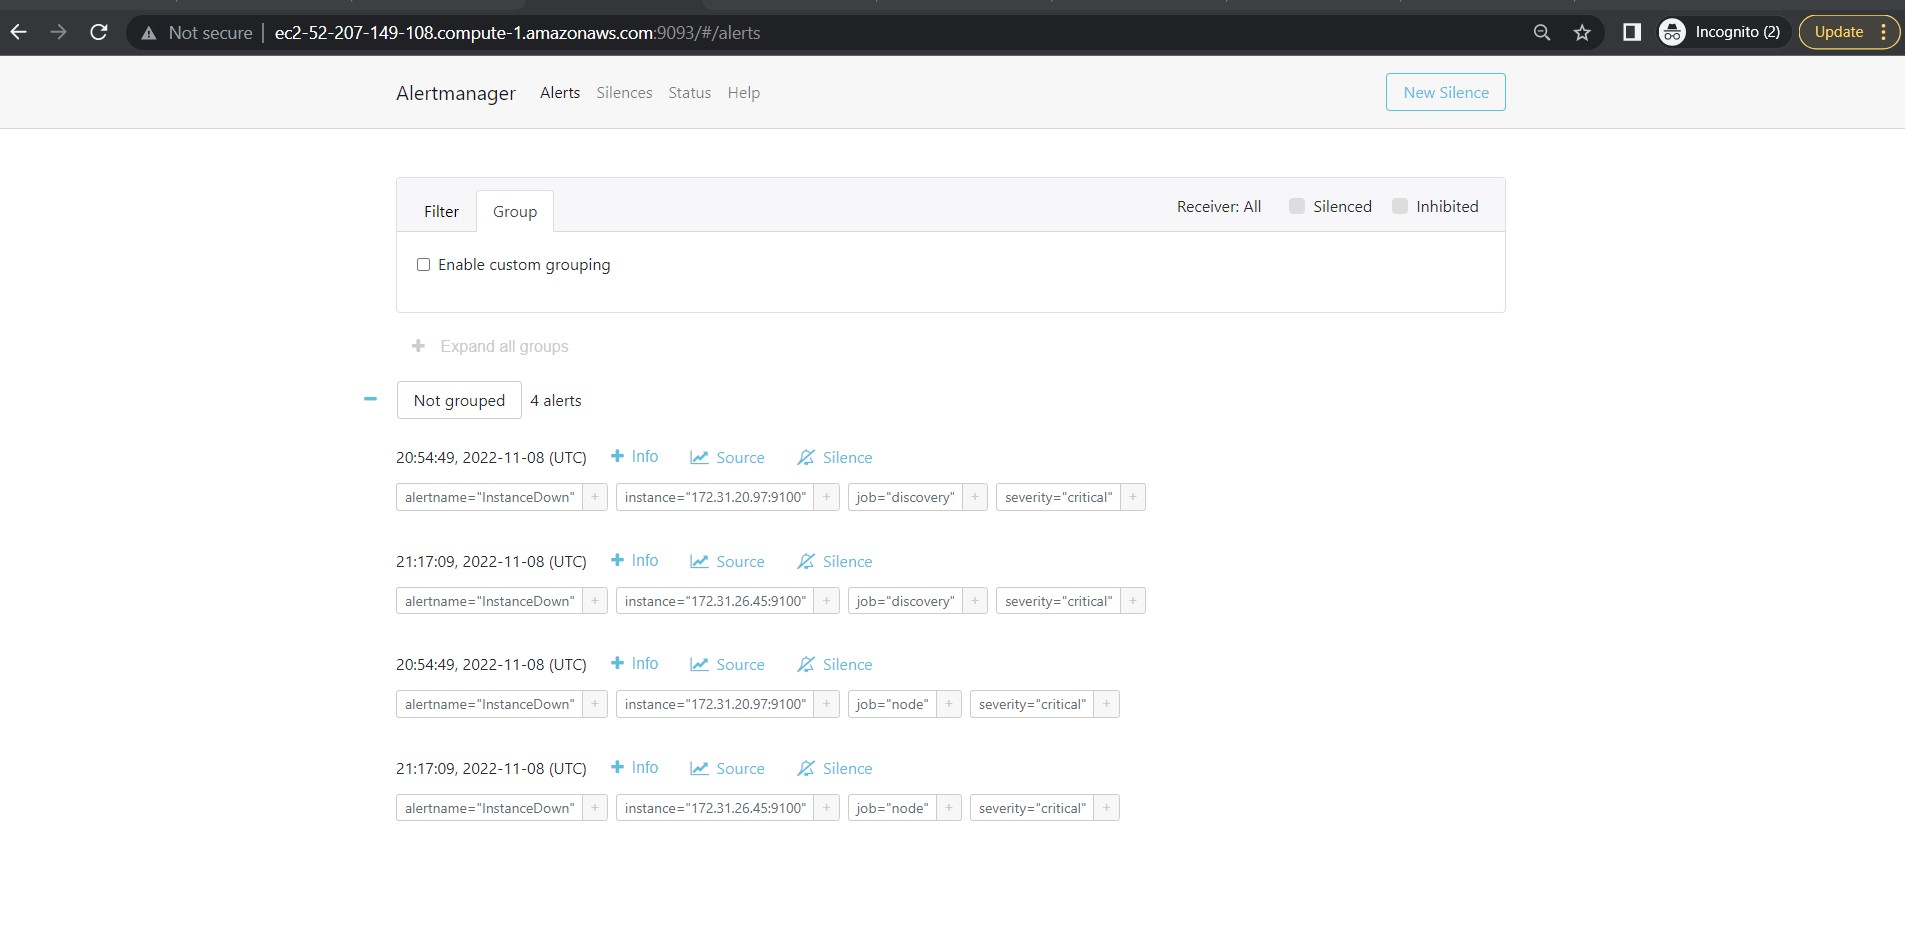 Not secure ec2-52-207-149-108.compute-1.amazonaws.com:9093/#/alerts Incognito (2) Update
Alertmanager Alerts Silences Status Help New Silence
Filter Group Receiver: All Silenced Inhibited
Enable custom grouping
+ Expand all groups
− Not grouped 4 alerts
20:54:49, 2022-11-08 (UTC) + Info Source Silence
alertname="InstanceDown" + instance="172.31.20.97:9100" + job="discovery" + severity="critical" +
21:17:09, 2022-11-08 (UTC) + Info Source Silence
alertname="InstanceDown" + instance="172.31.26.45:9100" + job="discovery" + severity="critical" +
20:54:49, 2022-11-08 (UTC) + Info Source Silence
alertname="InstanceDown" + instance="172.31.20.97:9100" + job="node" + severity="critical" +
21:17:09, 2022-11-08 (UTC) + Info Source Silence
alertname="InstanceDown" + instance="172.31.26.45:9100" + job="node" + severity="critical" +